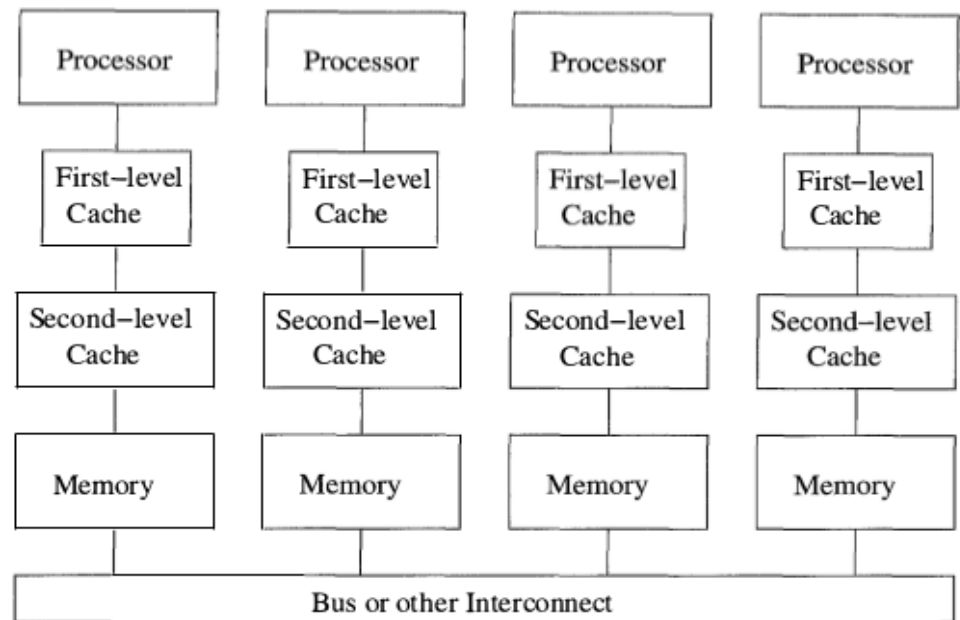 Processor
Processor
Processor
Processor
First–level
Cache
First–level
Cache
First–level
Cache
First–level
Cache
Second–level
Cache
Second–level
Cache
Second–level
Cache
Second–level
Cache
Memory
Memory
Memory
Memory
Bus or other Interconnect